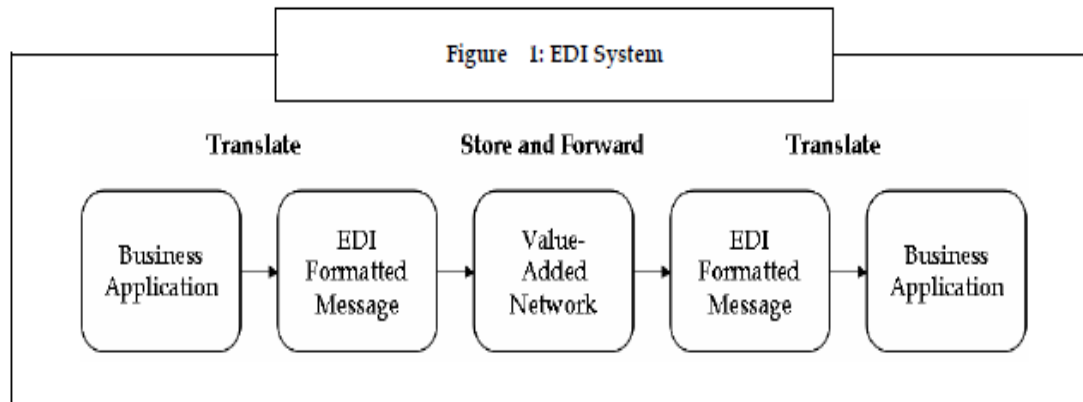 Figure 1: EDI System
Translate Store and Forward Translate
Business
Application
EDI
Formatted
Message
Value-
Added
Network
EDI
Formatted
Message
Business
Application